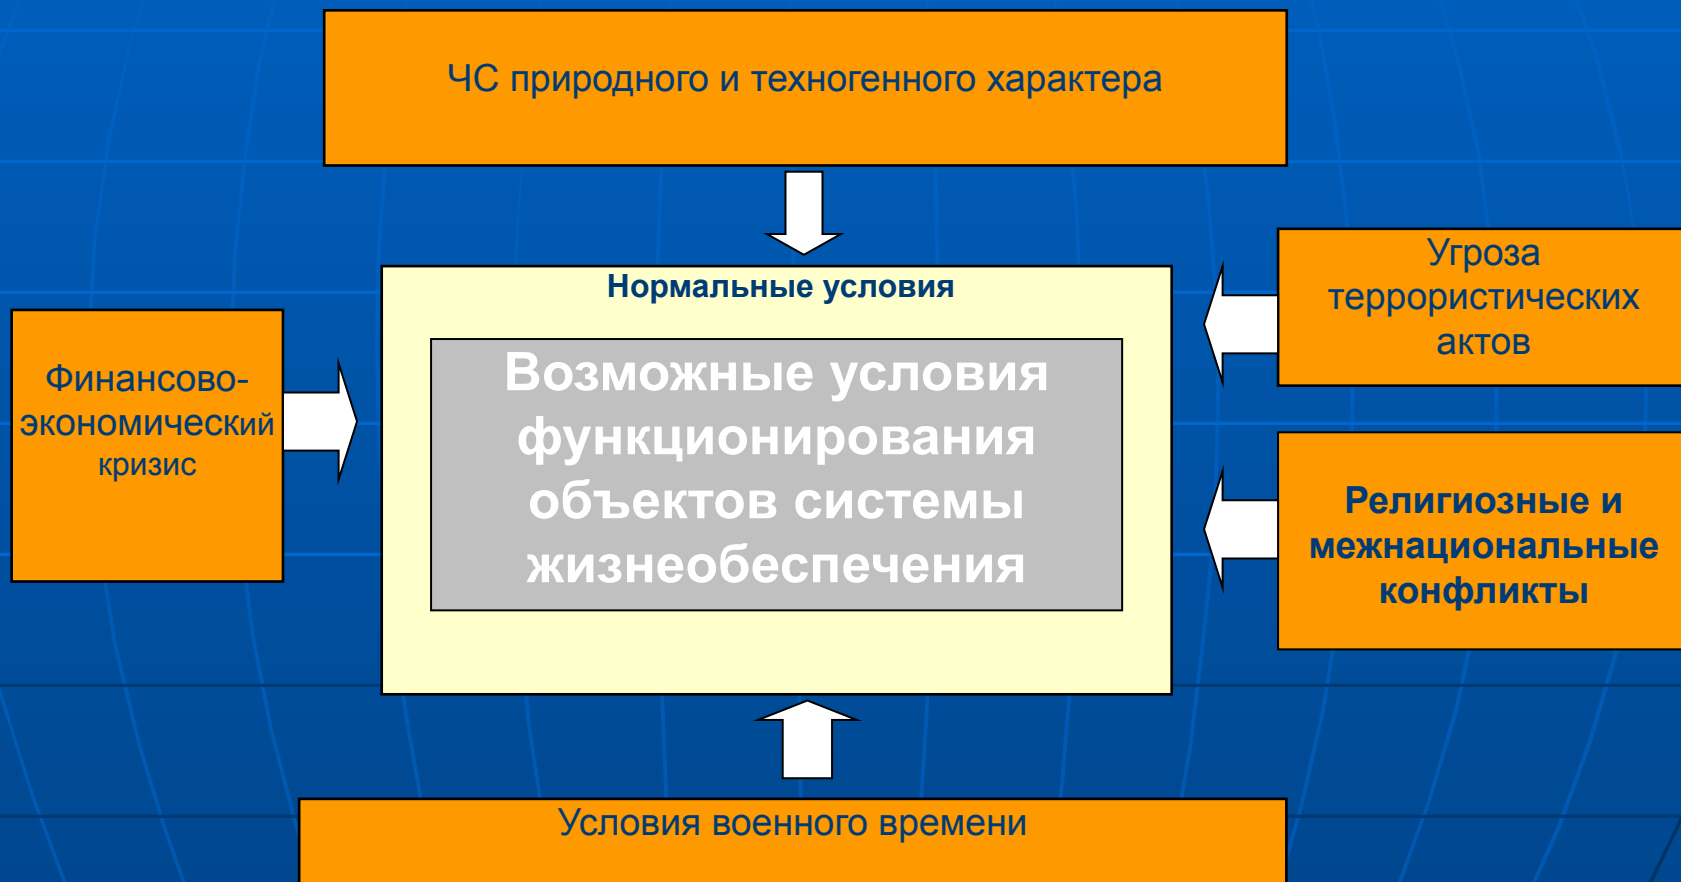 ЧС природного и техногенного характера
Нормальные условия
Возможные условия
функционирования
объектов системы
жизнеобеспечения
Финансово-
экономический
кризис
Угроза
террористических
актов
Религиозные и
межнациональные
конфликты
Условия военного времени